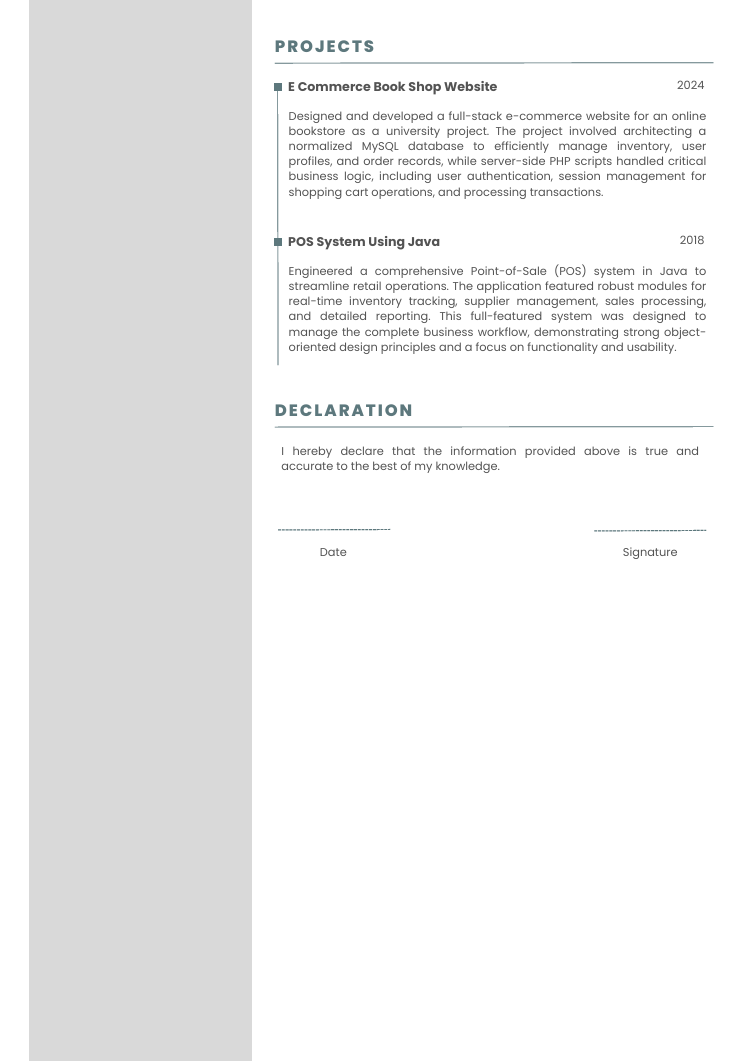 PROJECTS
E Commerce Book Shop Website 2024
Designed and developed a full-stack e-commerce website for an online
bookstore as a university project. The project involved architecting a
normalized MySQL database to efficiently manage inventory, user
profiles, and order records, while server-side PHP scripts handled critical
business logic, including user authentication, session management for
shopping cart operations, and processing transactions.
POS System Using Java 2018
Engineered a comprehensive Point-of-Sale (POS) system in Java to
streamline retail operations. The application featured robust modules for
real-time inventory tracking, supplier management, sales processing,
and detailed reporting. This full-featured system was designed to
manage the complete business workflow, demonstrating strong object-
oriented design principles and a focus on functionality and usability.
DECLARATION
I hereby declare that the information provided above is true and
accurate to the best of my knowledge.
------------------------------ ------------------------------
Date Signature